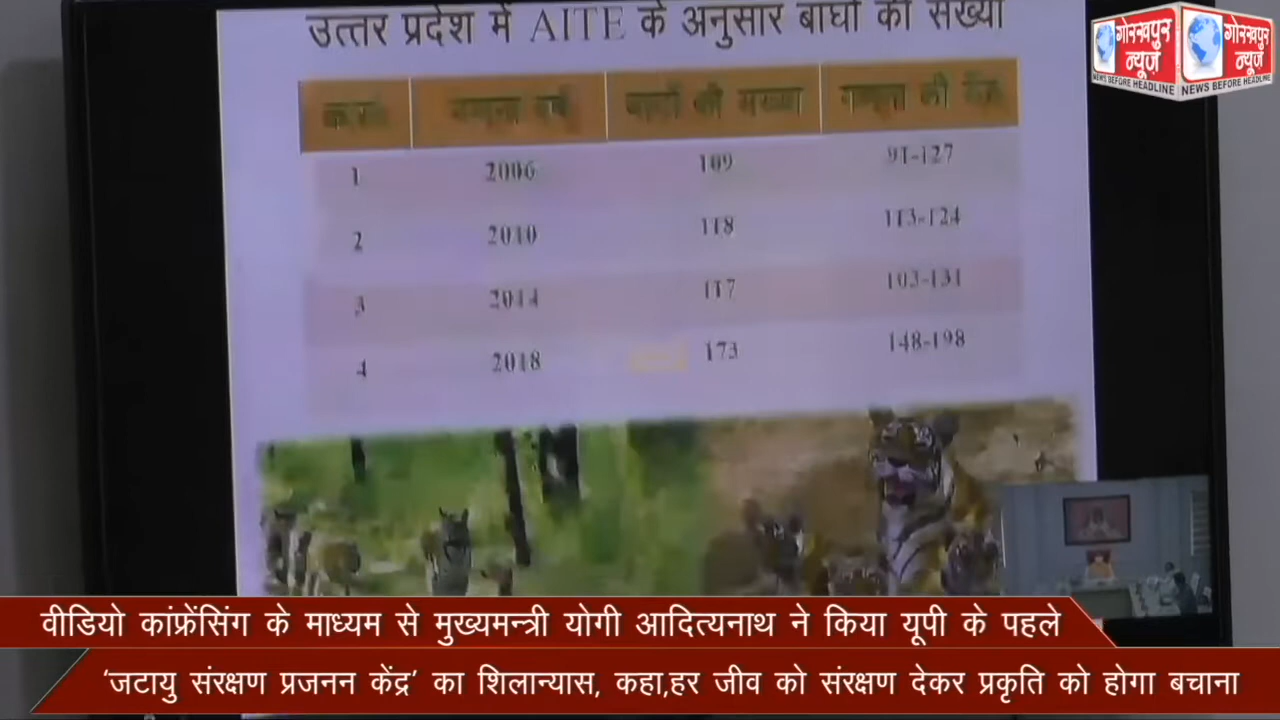 उत्तर प्रदेश में AITE के अनुसार बाघों की संख्या
गोरखपुर न्यूज़ गोरखपुर न्यूज़
NEWS BEFORE HEADLINE NEWS BEFORE HEADLINE
बाघों की संख्या
1 2006 109 91-127
2 2010 118 113-124
3 2014 117 103-131
4 2018 173 148-198
वीडियो कांफ्रेंसिंग के माध्यम से मुख्यमन्त्री योगी आदित्यनाथ ने किया यूपी के पहले
'जटायु संरक्षण प्रजनन केंद्र' का शिलान्यास, कहा,हर जीव को संरक्षण देकर प्रकृति को होगा बचाना